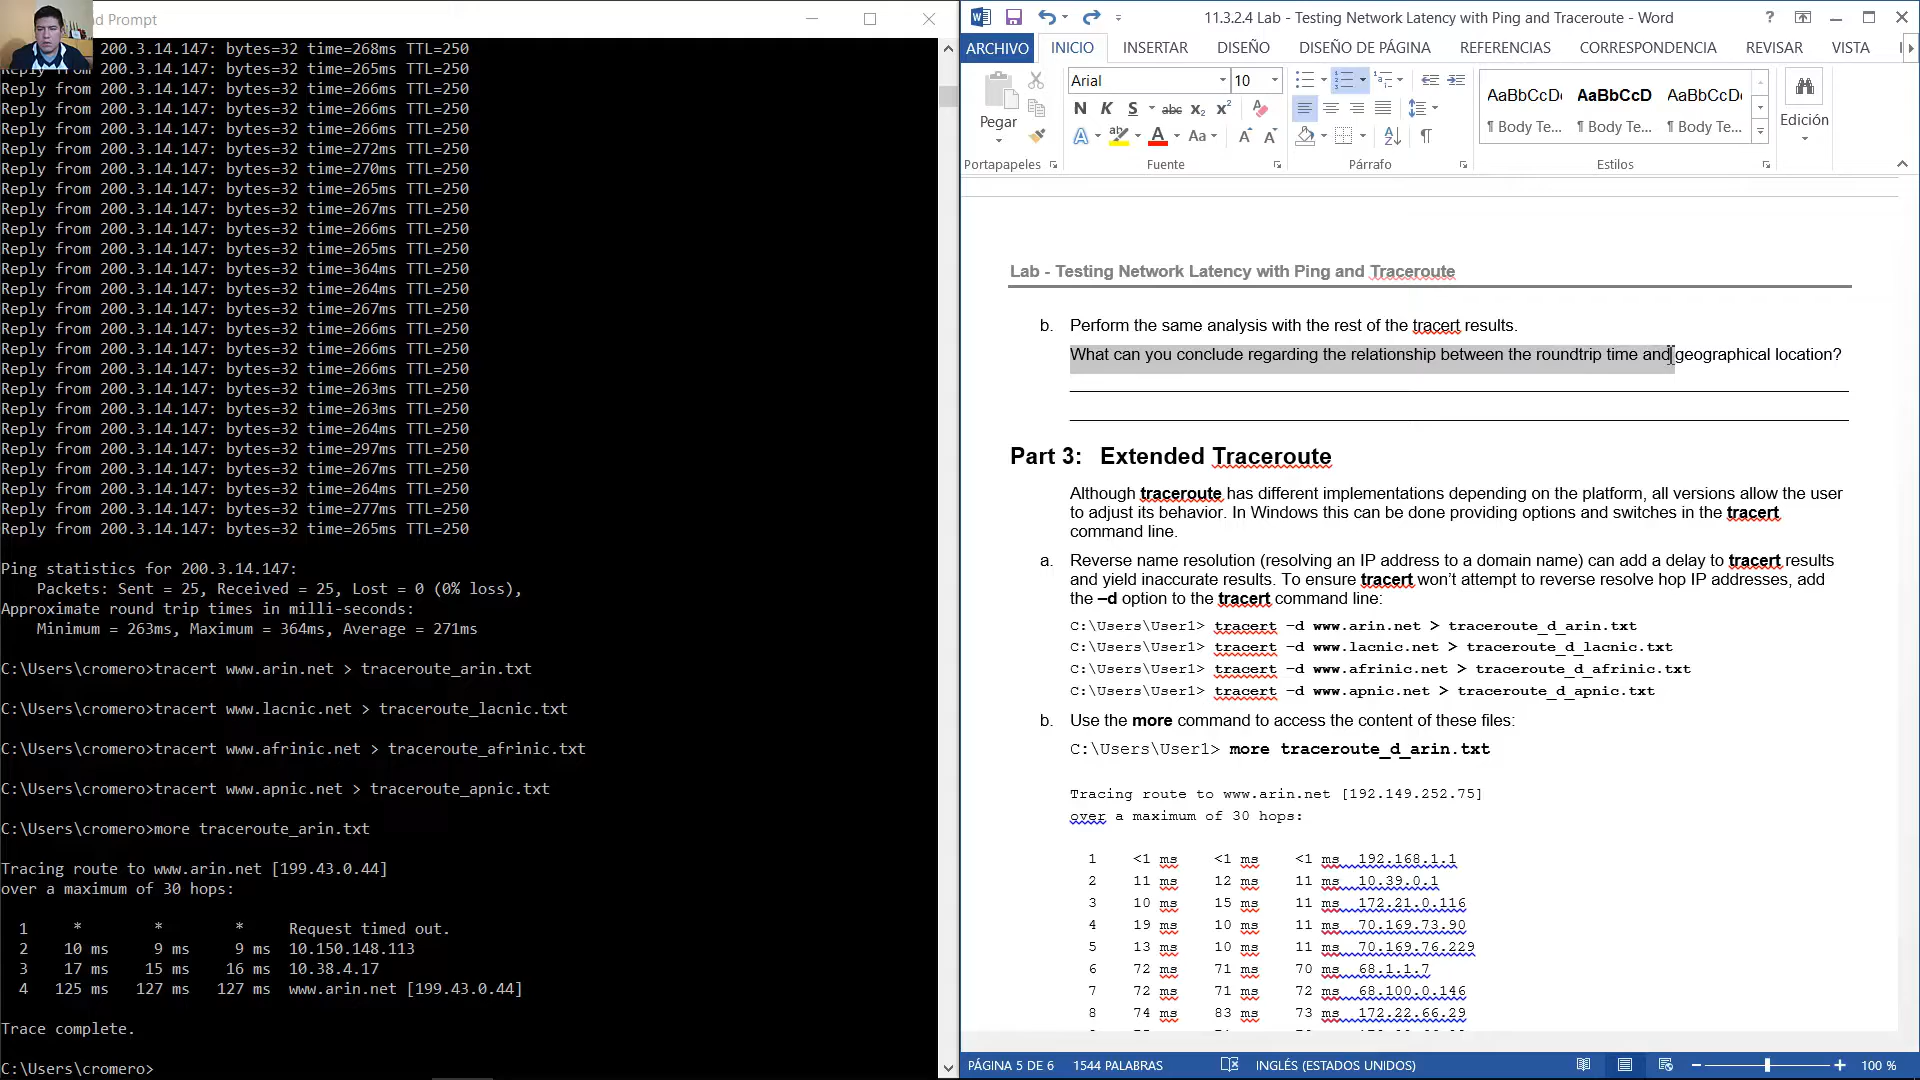 nd Prompt
200.3.14.147: bytes=32 time=268ms TTL=250
Reply from 200.3.14.147: bytes=32 time=265ms TTL=250
Reply from 200.3.14.147: bytes=32 time=266ms TTL=250
Reply from 200.3.14.147: bytes=32 time=266ms TTL=250
Reply from 200.3.14.147: bytes=32 time=266ms TTL=250
Reply from 200.3.14.147: bytes=32 time=272ms TTL=250
Reply from 200.3.14.147: bytes=32 time=270ms TTL=250
Reply from 200.3.14.147: bytes=32 time=265ms TTL=250
Reply from 200.3.14.147: bytes=32 time=267ms TTL=250
Reply from 200.3.14.147: bytes=32 time=266ms TTL=250
Reply from 200.3.14.147: bytes=32 time=265ms TTL=250
Reply from 200.3.14.147: bytes=32 time=364ms TTL=250
Reply from 200.3.14.147: bytes=32 time=264ms TTL=250
Reply from 200.3.14.147: bytes=32 time=267ms TTL=250
Reply from 200.3.14.147: bytes=32 time=266ms TTL=250
Reply from 200.3.14.147: bytes=32 time=266ms TTL=250
Reply from 200.3.14.147: bytes=32 time=266ms TTL=250
Reply from 200.3.14.147: bytes=32 time=263ms TTL=250
Reply from 200.3.14.147: bytes=32 time=263ms TTL=250
Reply from 200.3.14.147: bytes=32 time=264ms TTL=250
Reply from 200.3.14.147: bytes=32 time=297ms TTL=250
Reply from 200.3.14.147: bytes=32 time=267ms TTL=250
Reply from 200.3.14.147: bytes=32 time=264ms TTL=250
Reply from 200.3.14.147: bytes=32 time=277ms TTL=250
Reply from 200.3.14.147: bytes=32 time=265ms TTL=250
Ping statistics for 200.3.14.147:
Packets: Sent = 25, Received = 25, Lost = 0 (0% loss),
Approximate round trip times in milli-seconds:
Minimum = 263ms, Maximum = 364ms, Average = 271ms
C:\Users\cromero>tracert www.arin.net > traceroute_arin.txt
C:\Users\cromero>tracert www.lacnic.net > traceroute_lacnic.txt
C:\Users\cromero>tracert www.afrinic.net > traceroute_afrinic.txt
C:\Users\cromero>tracert www.apnic.net > traceroute_apnic.txt
C:\Users\cromero>more traceroute_arin.txt
Tracing route to www.arin.net [199.43.0.44]
over a maximum of 30 hops:
1 * * * Request timed out.
2 10 ms 9 ms 9 ms 10.150.148.113
3 17 ms 15 ms 16 ms 10.38.4.17
4 125 ms 127 ms 127 ms www.arin.net [199.43.0.44]
Trace complete.
C:\Users\cromero>
11.3.2.4 Lab - Testing Network Latency with Ping and Traceroute - Word
ARCHIVO INICIO INSERTAR DISEÑO DISEÑO DE PÁGINA REFERENCIAS CORRESPONDENCIA REVISAR VISTA
Arial 10
Pegar
N K S abc X₂ X²
A ab A Aa A A
AaBbCcDc AaBbCcD AaBbCcDc
¶ Body Te... ¶ Body Te... ¶ Body Te...
Edición
Portapapeles Fuente Párrafo Estilos
Lab - Testing Network Latency with Ping and Traceroute
b. Perform the same analysis with the rest of the tracert results.
What can you conclude regarding the relationship between the roundtrip time and geographical location?
Part 3: Extended Traceroute
Although traceroute has different implementations depending on the platform, all versions allow the user
to adjust its behavior. In Windows this can be done providing options and switches in the tracert
command line.
a. Reverse name resolution (resolving an IP address to a domain name) can add a delay to tracert results
and yield inaccurate results. To ensure tracert won't attempt to reverse resolve hop IP addresses, add
the –d option to the tracert command line:
C:\Users\User1> tracert –d www.arin.net > traceroute_d_arin.txt
C:\Users\User1> tracert –d www.lacnic.net > traceroute_d_lacnic.txt
C:\Users\User1> tracert –d www.afrinic.net > traceroute_d_afrinic.txt
C:\Users\User1> tracert –d www.apnic.net > traceroute_d_apnic.txt
b. Use the more command to access the content of these files:
C:\Users\User1> more traceroute_d_arin.txt
Tracing route to www.arin.net [192.149.252.75]
over a maximum of 30 hops:
1 <1 ms <1 ms <1 ms 192.168.1.1
2 11 ms 12 ms 11 ms 10.39.0.1
3 10 ms 15 ms 11 ms 172.21.0.116
4 19 ms 10 ms 11 ms 70.169.73.90
5 13 ms 10 ms 11 ms 70.169.76.229
6 72 ms 71 ms 70 ms 68.1.1.7
7 72 ms 71 ms 72 ms 68.100.0.146
8 74 ms 83 ms 73 ms 172.22.66.29
PÁGINA 5 DE 6 1544 PALABRAS INGLÉS (ESTADOS UNIDOS) 100 %